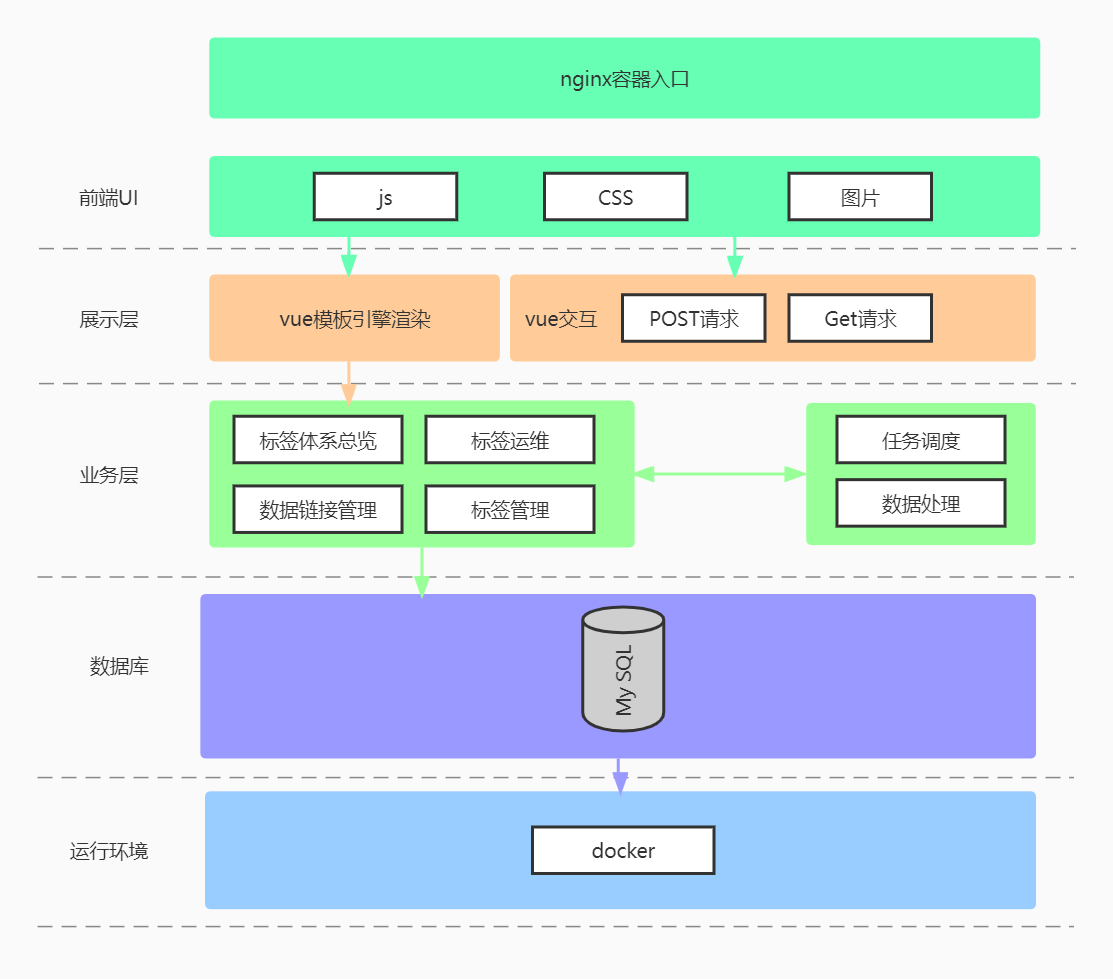 nginx容器入口
前端UI
js
CSS
图片
展示层
vue模板引擎渲染
vue交互
POST请求
Get请求
业务层
标签体系总览
标签运维
数据链接管理
标签管理
任务调度
数据处理
数据库
My SQL
运行环境
docker